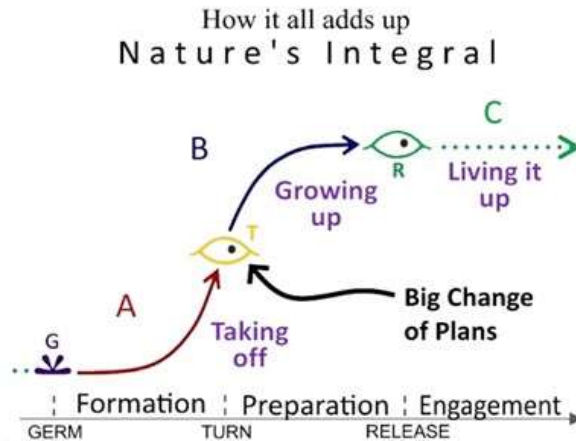 How it all adds up
Nature's Integral
C
B
R
Growing
up
Living it
up
T
A
Big Change
of Plans
G
Taking
off
Formation
Preparation
Engagement
GERM
TURN
RELEASE